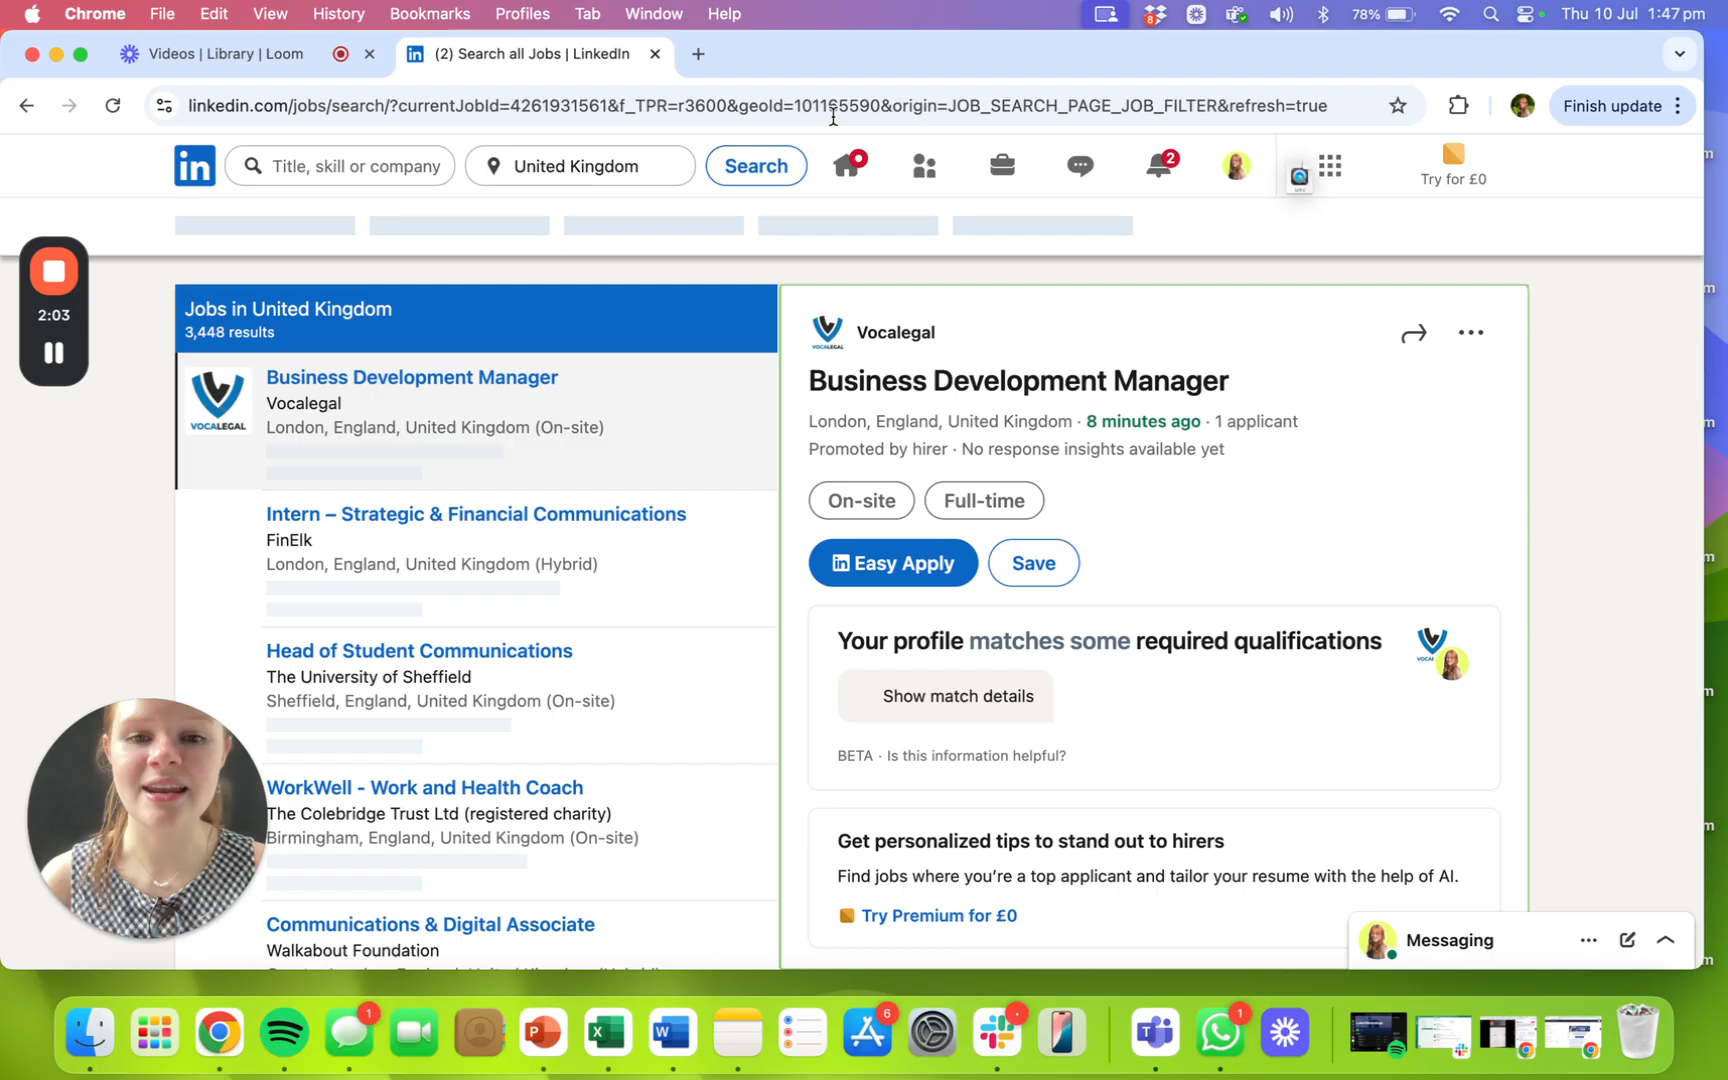 Chrome File Edit View History Bookmarks Profiles Tab Window Help
8
78%
Thu 10 Jul 1:47 pm
Videos | Library | Loom
(2) Search all Jobs | LinkedIn
linkedin.com/jobs/search/?currentJobId=4261931561&f_TPR=r3600&geoId=101165590&origin=JOB_SEARCH_PAGE_JOB_FILTER&refresh=true
Finish update
in
Title, skill or company
United Kingdom
Search
2
Try for £0
2:03
Jobs in United Kingdom
3,448 results
VOCALEGAL
Business Development Manager
Vocalegal
London, England, United Kingdom (On-site)
Intern – Strategic & Financial Communications
FinElk
London, England, United Kingdom (Hybrid)
Head of Student Communications
The University of Sheffield
Sheffield, England, United Kingdom (On-site)
WorkWell - Work and Health Coach
The Colebridge Trust Ltd (registered charity)
Birmingham, England, United Kingdom (On-site)
Communications & Digital Associate
Walkabout Foundation
VOCALEGAL
Vocalegal
Business Development Manager
London, England, United Kingdom · 8 minutes ago · 1 applicant
Promoted by hirer · No response insights available yet
On-site
Full-time
in Easy Apply
Save
Your profile matches some required qualifications
Show match details
BETA · Is this information helpful?
Get personalized tips to stand out to hirers
Find jobs where you're a top applicant and tailor your resume with the help of AI.
Try Premium for £0
Messaging
1
6
1